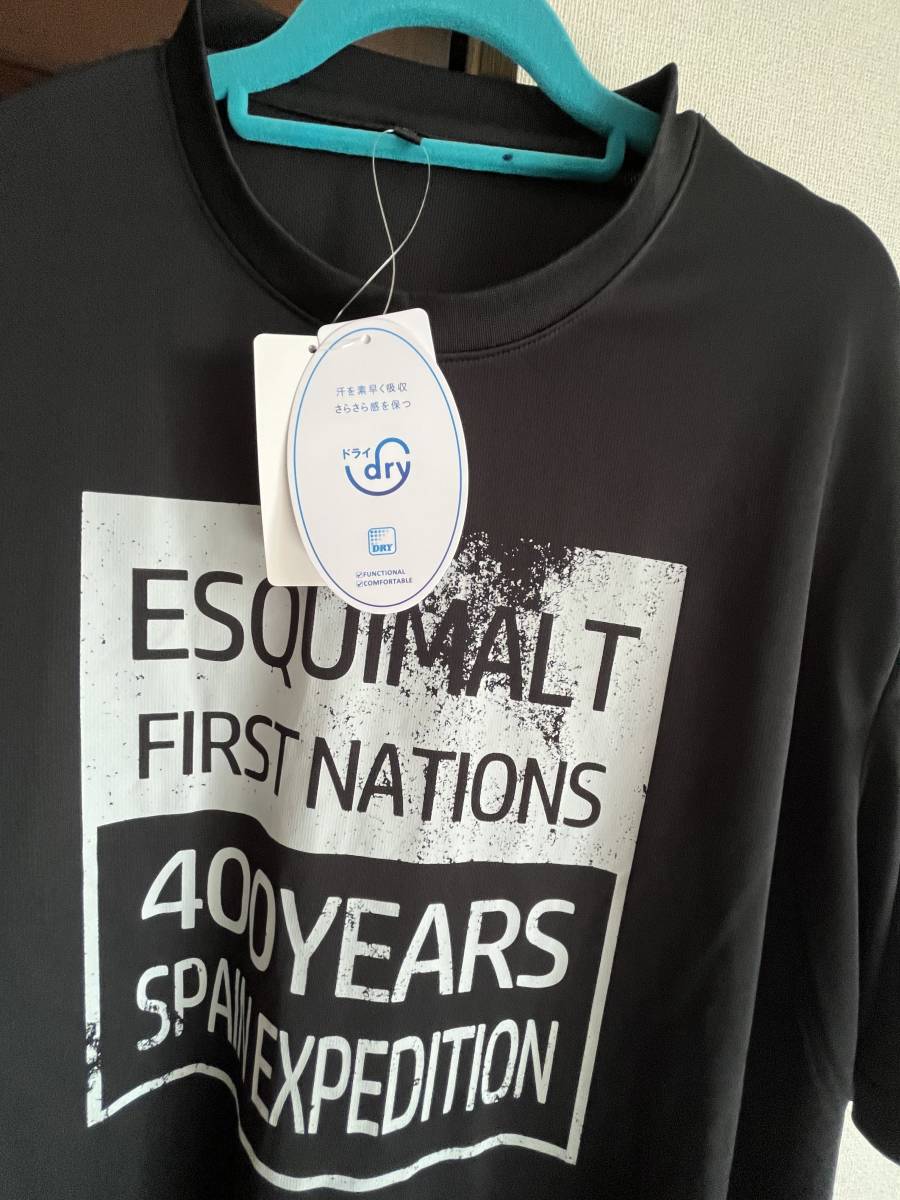 汗を素早く吸収
さらさら感を保つ
ドライ
dry
DRY
FUNCTIONAL
COMFORTABLE
ESQUIMALT
FIRST NATIONS
400YEARS
SPAIN EXPEDITION